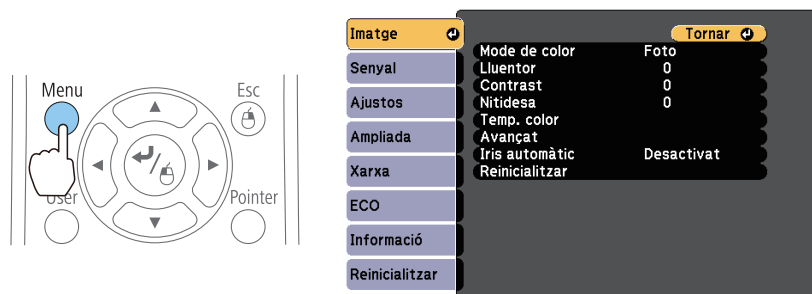 Menu
Esc
User
Pointer
Imatge
Senyal
Ajustos
Ampliada
Xarxa
ECO
Informació
Reinicialitzar
Tornar
Mode de color Foto
Lluentor 0
Contrast 0
Nitidesa 0
Temp. color
Avançat
Iris automàtic Desactivat
Reinicialitzar